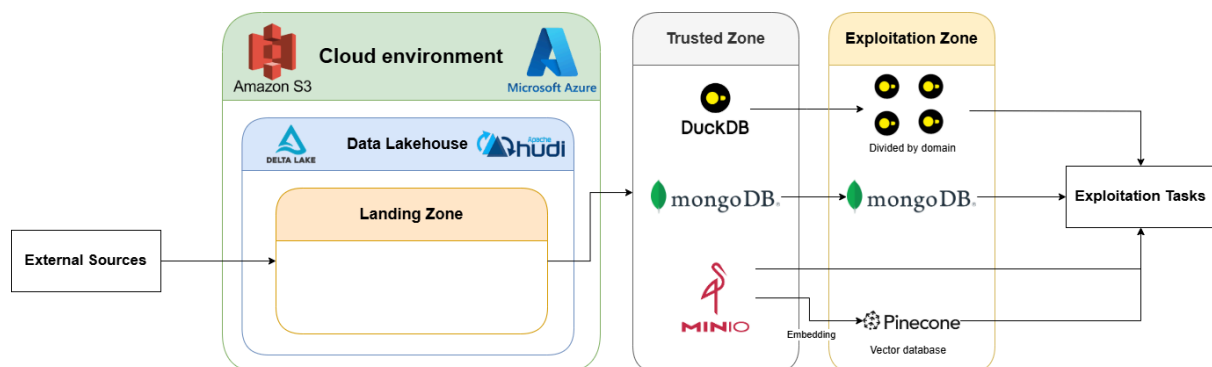 Cloud environment
Amazon S3
Microsoft Azure
DELTA LAKE
Data Lakehouse
Apache
hudi
Landing Zone
External Sources
Trusted Zone
DuckDB
mongoDB®
MINIO
Embedding
Exploitation Zone
Divided by domain
mongoDB®
Pinecone
Vector database
Exploitation Tasks